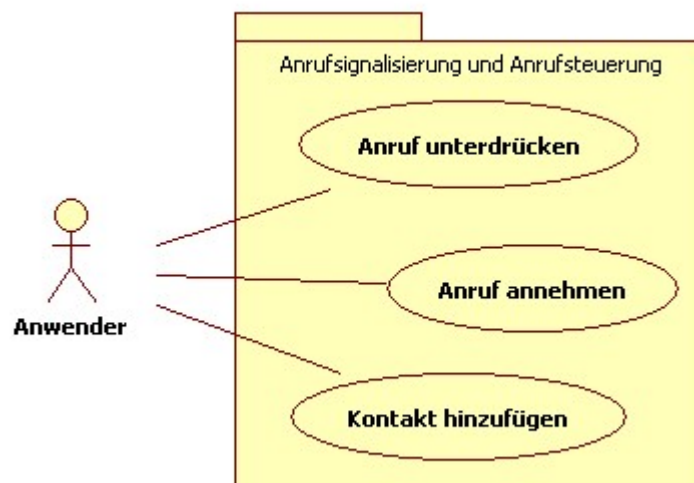 Anrufsignalisierung und Anrufsteuerung
Anruf unterdrücken
Anruf annehmen
Anwender
Kontakt hinzufügen